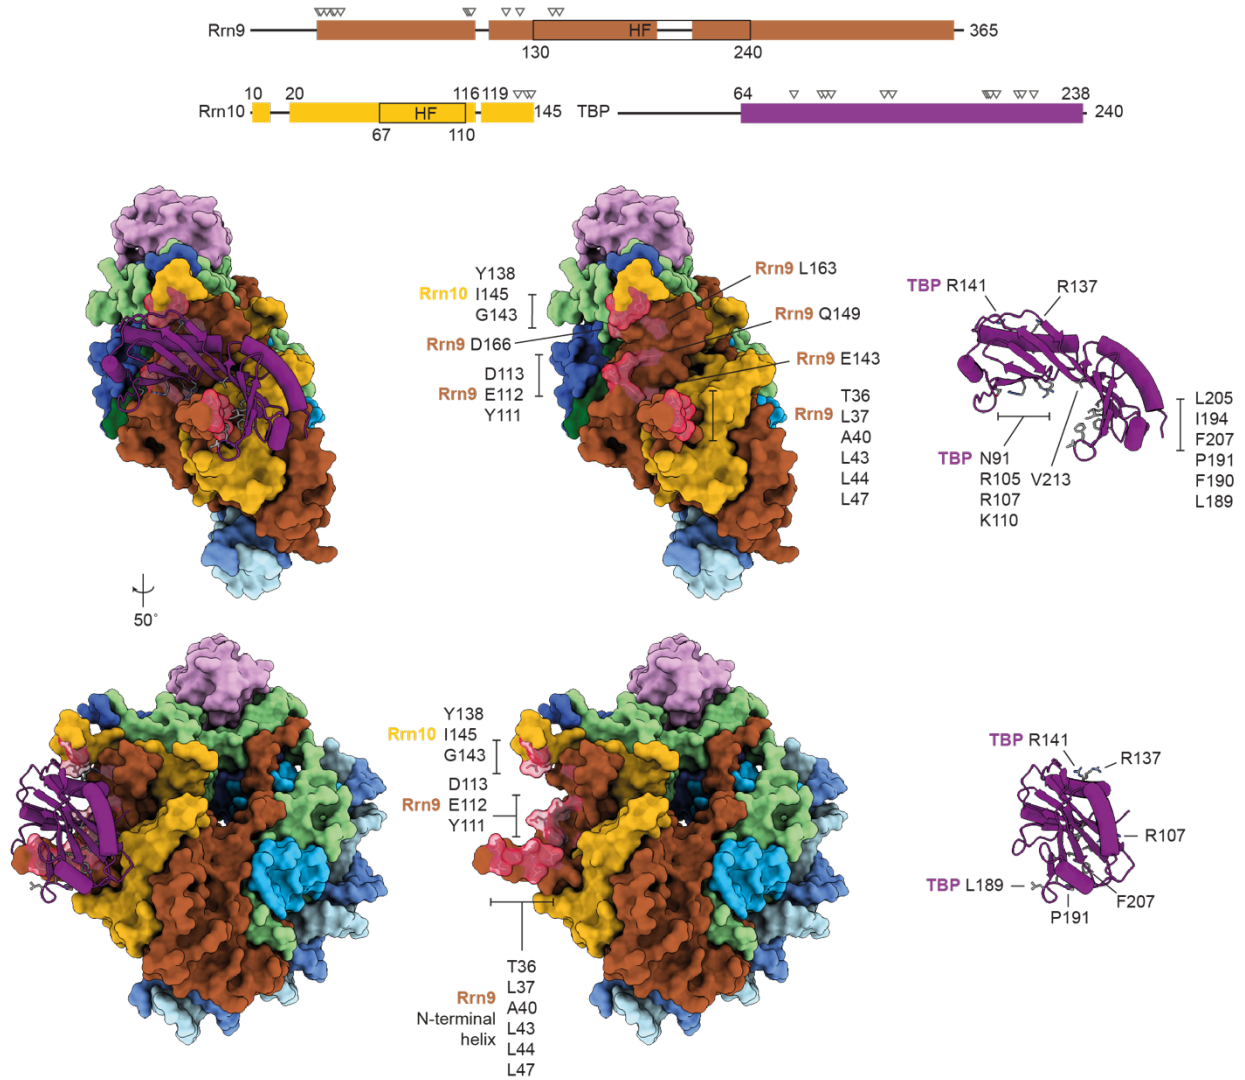 Rrn9
HF
365
130
240
10
20
116
119
64
238
Rrn10
HF
145
TBP
240
67
110
Y138
Rrn10 I145
G143
Rrn9 D166
D113
Rrn9 E112
Y111
Rrn9 L163
Rrn9 Q149
Rrn9 E143
T36
Rrn9 L37
A40
L43
L44
L47
TBP R141
R137
TBP N91
R105
R107
K110
V213
L205
I194
F207
P191
F190
L189
50°
Y138
Rrn10 I145
G143
D113
Rrn9 E112
Y111
T36
L37
Rrn9 A40
N-terminal L43
helix L44
L47
TBP R141
R137
R107
TBP L189
F207
P191